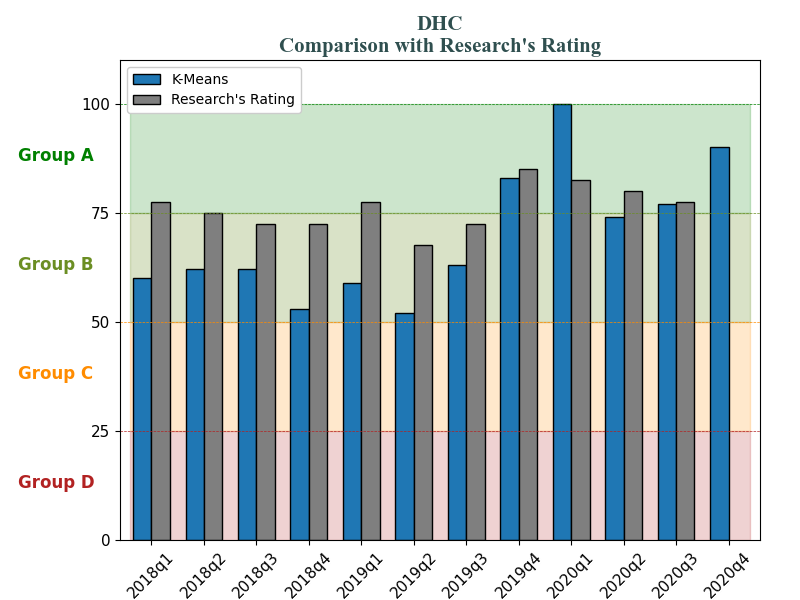 DHC
Comparison with Research's Rating
K-Means
Research's Rating
100
Group A
75
Group B
50
Group C
25
Group D
0
2018q1 2018q2 2018q3 2018q4 2019q1 2019q2 2019q3 2019q4 2020q1 2020q2 2020q3 2020q4